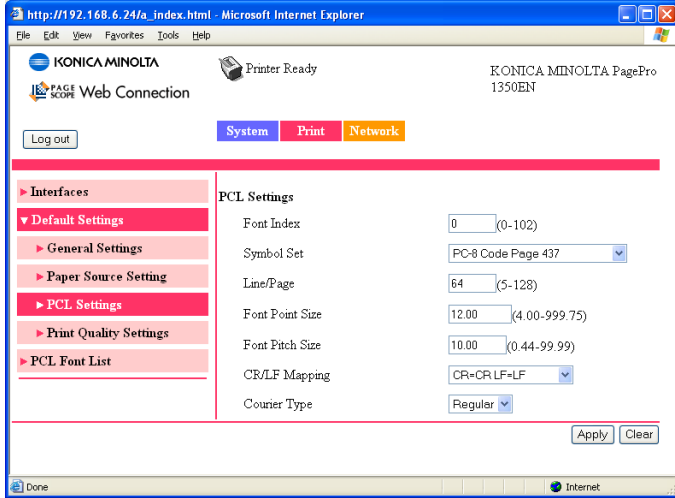 http://192.168.6.24/a_index.html - Microsoft Internet Explorer
File Edit View Favorites Tools Help
KONICA MINOLTA
PAGE SCOPE Web Connection
Printer Ready
KONICA MINOLTA PagePro 1350EN
Log out
System Print Network
Interfaces
Default Settings
General Settings
Paper Source Setting
PCL Settings
Print Quality Settings
PCL Font List
PCL Settings
Font Index 0 (0-102)
Symbol Set PC-8 Code Page 437
Line/Page 64 (5-128)
Font Point Size 12.00 (4.00-999.75)
Font Pitch Size 10.00 (0.44-99.99)
CR/LF Mapping CR=CR LF=LF
Courier Type Regular
Apply Clear
Done Internet